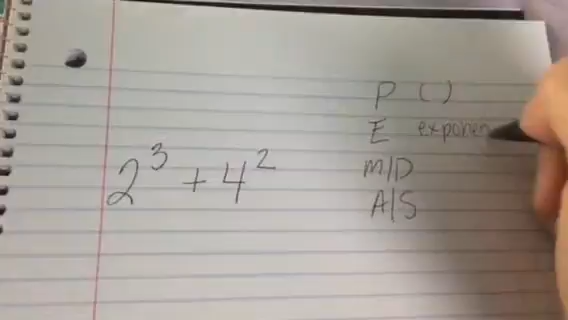 P ( )
E exponen
M/D
A/S
2³ + 4²